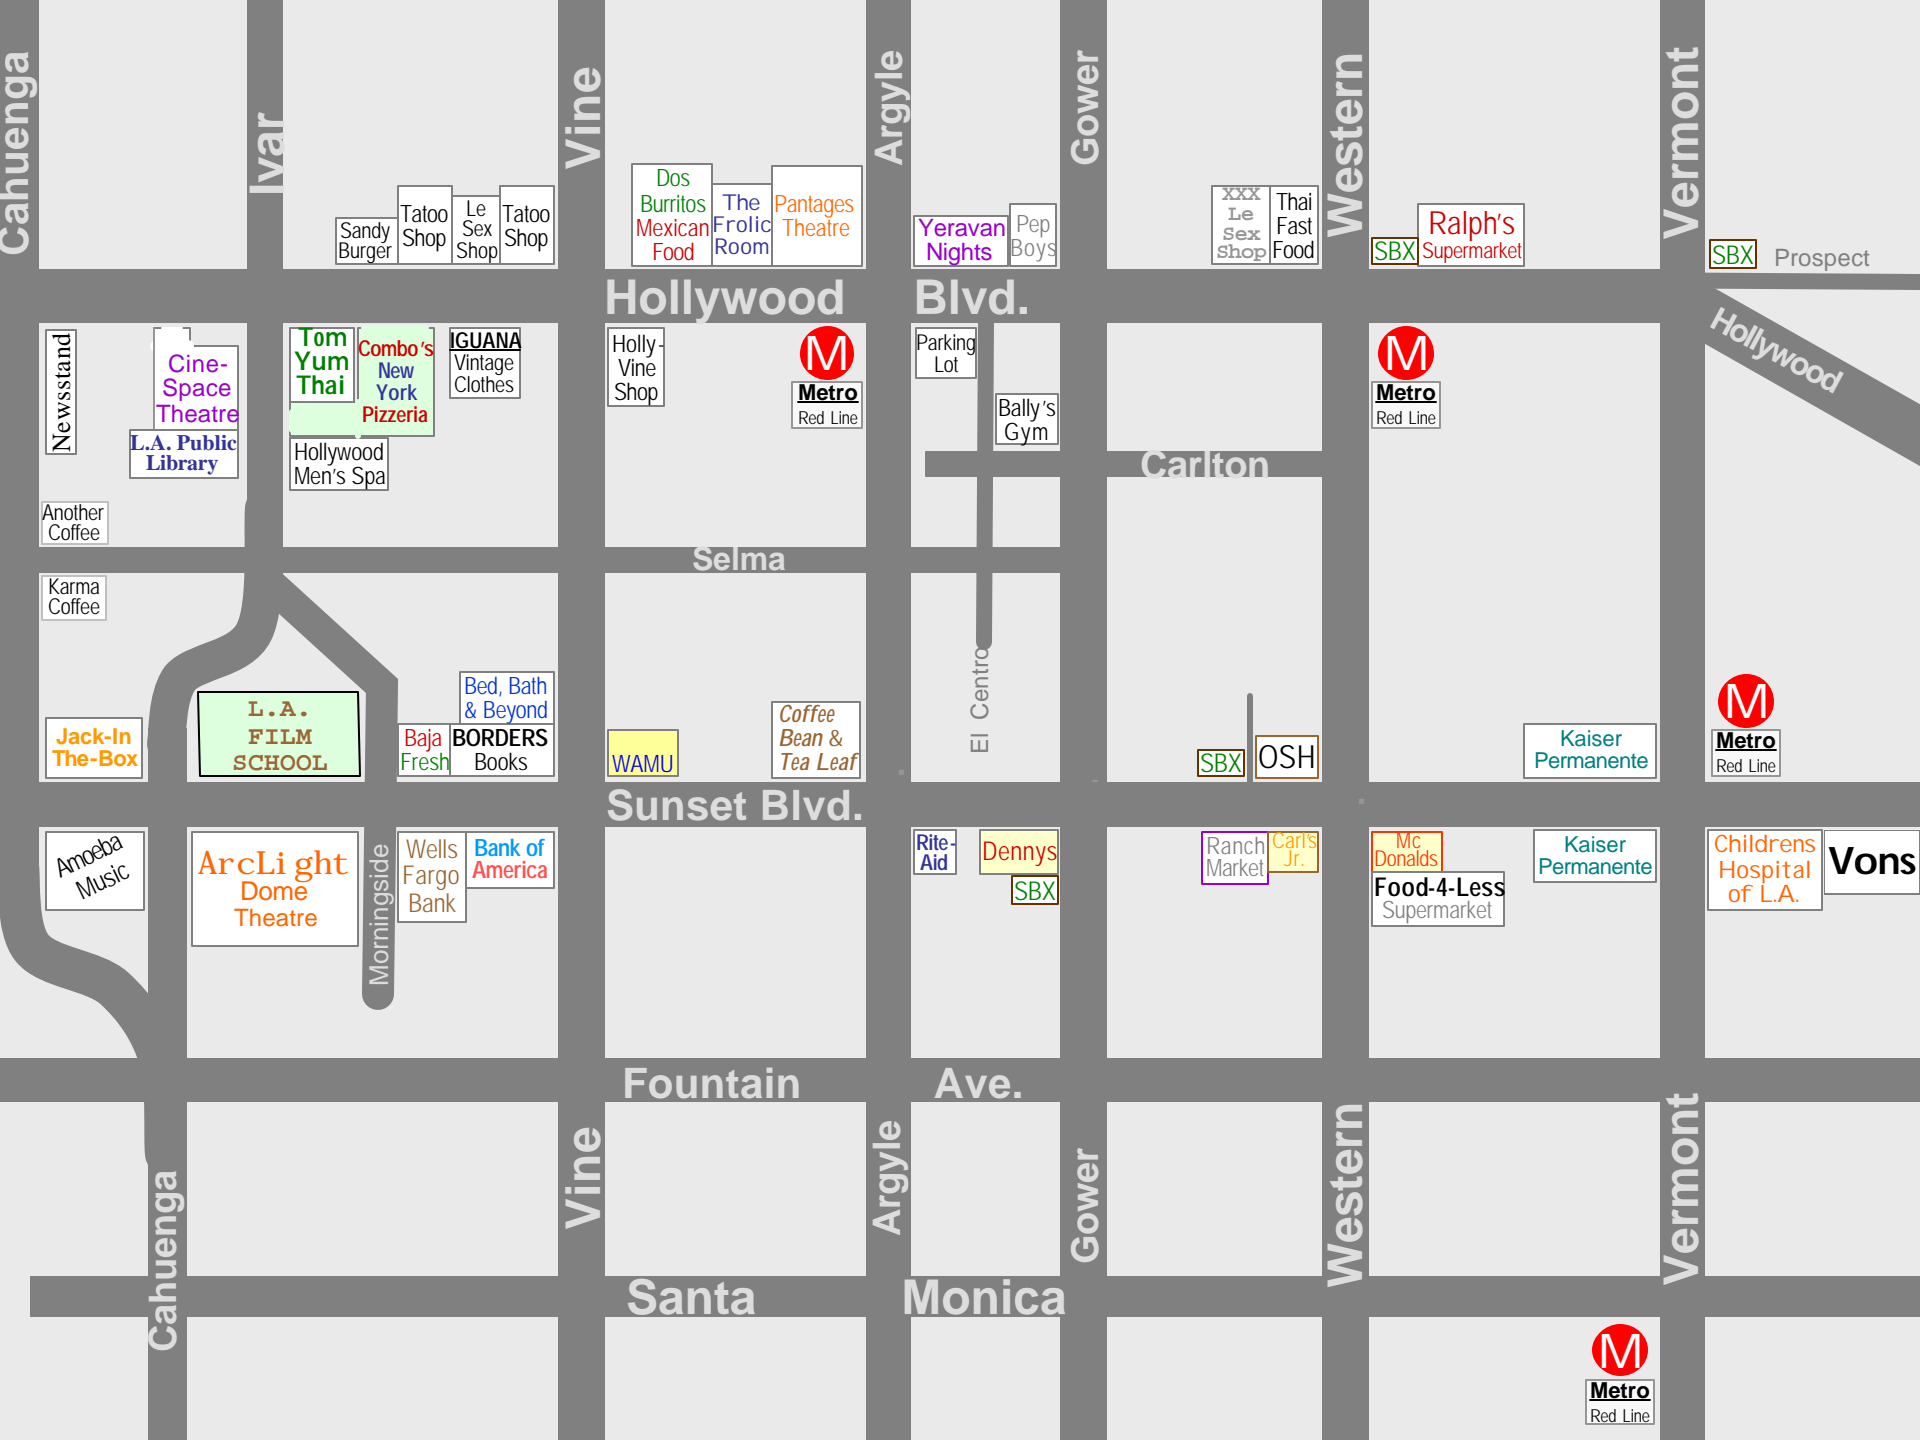 Cahuenga
Ivar
Vine
Argyle
Gower
Western
Vermont
Sandy
Burger
Tatoo
Shop
Le
Sex
Shop
Tatoo
Shop
Dos
Burritos
Mexican
Food
The
Frolic
Room
Pantages
Theatre
Yeravan
Nights
Pep
Boys
XXX
Le
Sex
Shop
Thai
Fast
Food
SBX
Ralph's
Supermarket
SBX
Prospect
Hollywood Blvd.
Hollywood
Newsstand
Cine-
Space
Theatre
L.A. Public
Library
Tom
Yum
Thai
Combo's
New
York
Pizzeria
IGUANA
Vintage
Clothes
Hollywood
Men's Spa
Holly-
Vine
Shop
M
Metro
Red Line
Parking
Lot
Bally's
Gym
M
Metro
Red Line
Carlton
Another
Coffee
Selma
Karma
Coffee
El Centro
Jack-In
The-Box
L.A.
FILM
SCHOOL
Bed, Bath
& Beyond
Baja
Fresh
BORDERS
Books
WAMU
Coffee
Bean &
Tea Leaf
SBX
OSH
Kaiser
Permanente
M
Metro
Red Line
Sunset Blvd.
Amoeba
Music
ArcLight
Dome
Theatre
Morningside
Wells
Fargo
Bank
Bank of
America
Rite-
Aid
Dennys
SBX
Ranch
Market
Carl's
Jr.
Mc
Donalds
Food-4-Less
Supermarket
Kaiser
Permanente
Childrens
Hospital
of L.A.
Vons
Fountain Ave.
Cahuenga
Vine
Argyle
Gower
Western
Vermont
Santa Monica
M
Metro
Red Line